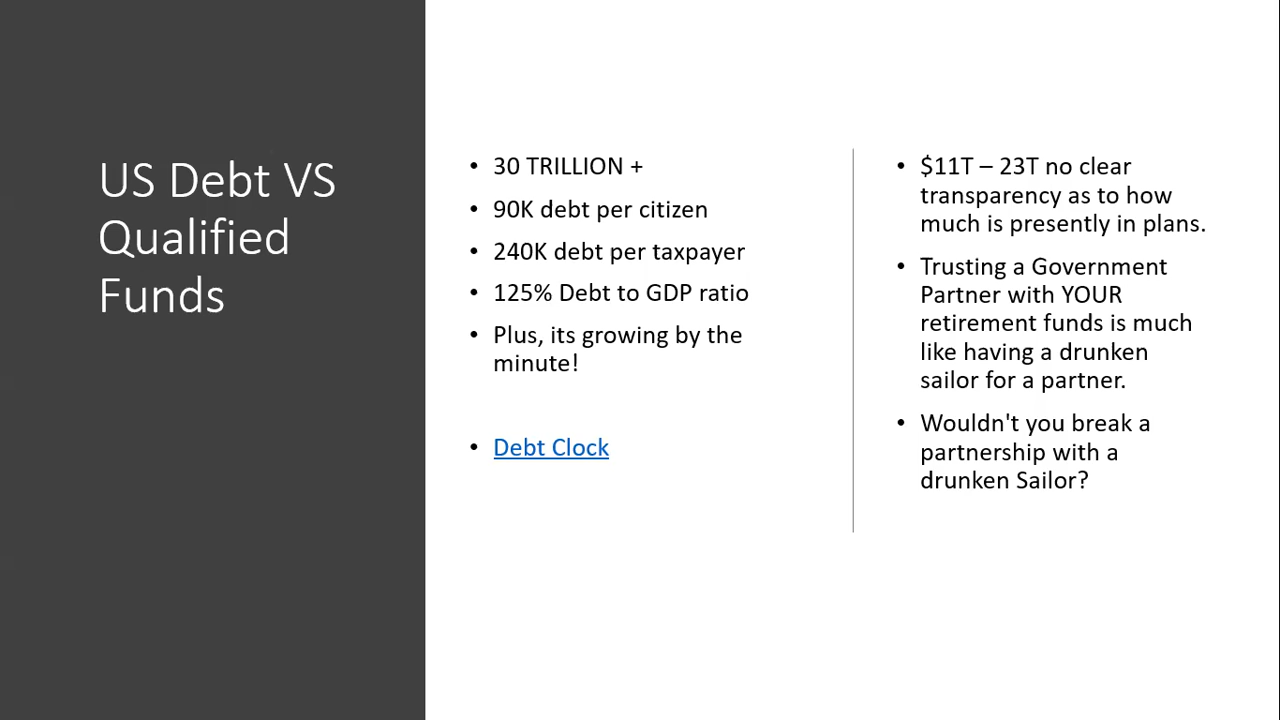 US Debt VS
Qualified
Funds
• 30 TRILLION +
• 90K debt per citizen
• 240K debt per taxpayer
• 125% Debt to GDP ratio
• Plus, its growing by the
minute!
• Debt Clock
• $11T – 23T no clear
transparency as to how
much is presently in plans.
• Trusting a Government
Partner with YOUR
retirement funds is much
like having a drunken
sailor for a partner.
• Wouldn't you break a
partnership with a
drunken Sailor?